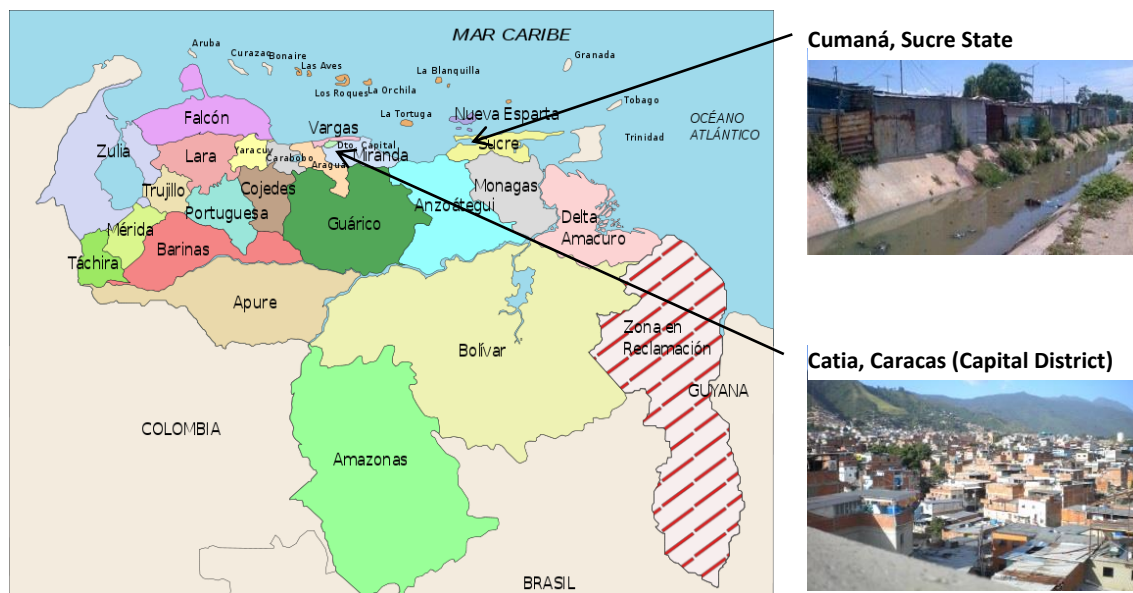 MAR CARIBE
Cumaná, Sucre State
Aruba
Curazao
Bonaire
Las Aves
Los Roques
La Orchila
La Blanquilla
Granada
La Tortuga
Nueva Esparta
Tobago
OCÉANO
ATLÁNTICO
Trinidad
Falcón
Vargas
Dto. Capital
Zulia
Lara
Yaracuy
Carabobo
Aragua
Miranda
Sucre
Trujillo
Cojedes
Portuguesa
Guárico
Anzoátegui
Monagas
Delta
Amacuro
Mérida
Barinas
Táchira
Apure
Bolívar
Zona en
Reclamación
Catia, Caracas (Capital District)
GUYANA
COLOMBIA
Amazonas
BRASIL